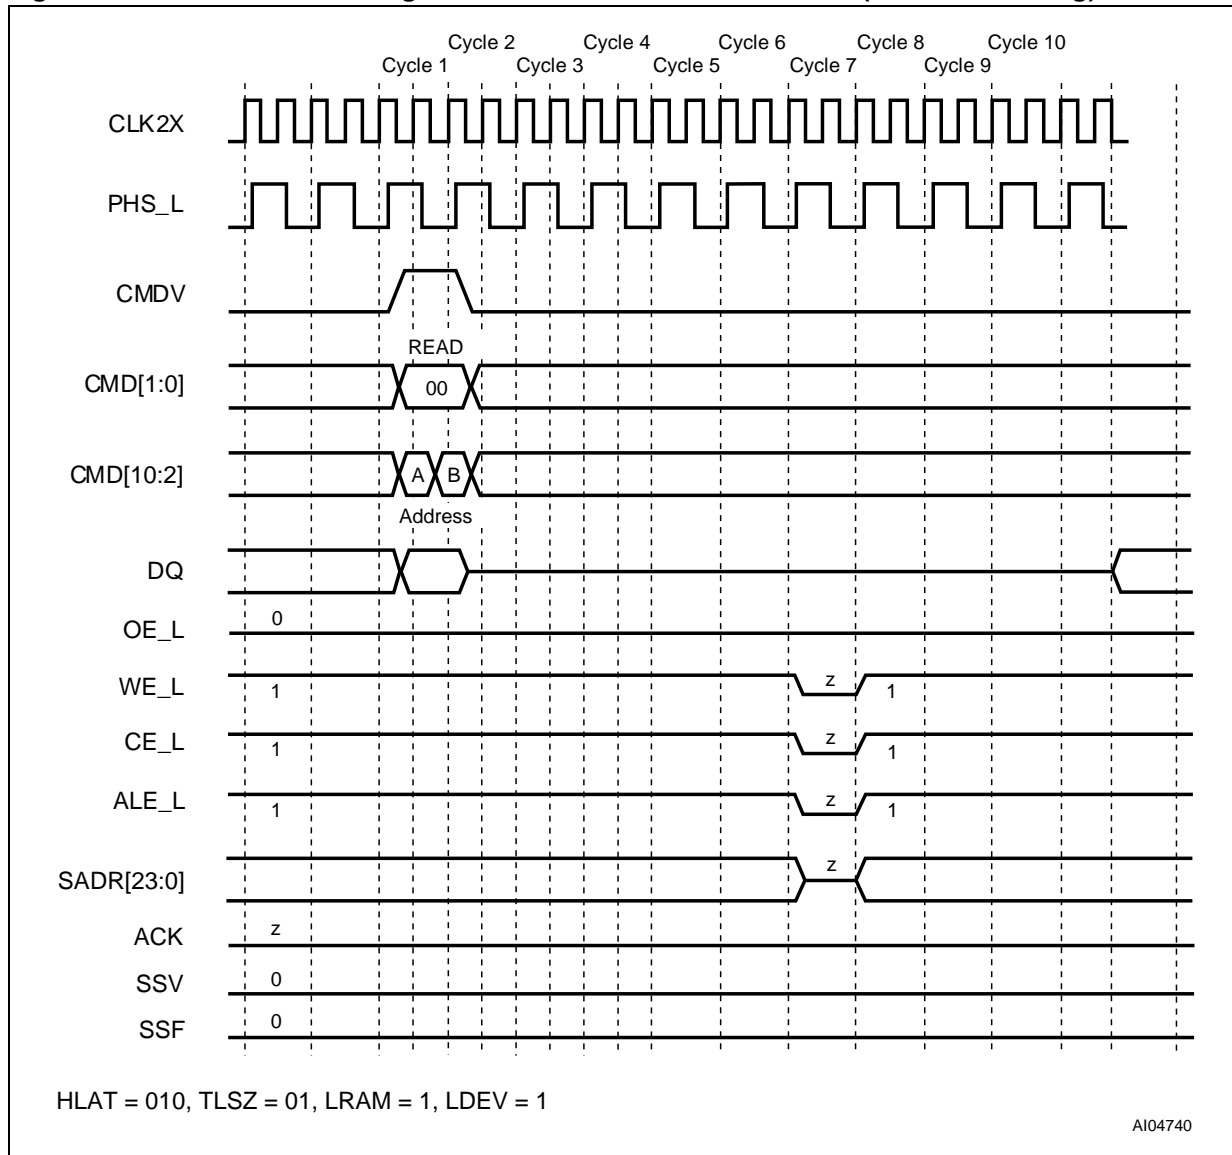 Cycle 2 Cycle 4 Cycle 6 Cycle 8 Cycle 10
Cycle 1 Cycle 3 Cycle 5 Cycle 7 Cycle 9
CLK2X
PHS_L
CMDV
READ
CMD[1:0] 00
CMD[10:2] A B
Address
DQ
OE_L 0
WE_L 1 z 1
CE_L 1 z 1
ALE_L 1 z 1
SADR[23:0] z
ACK z
SSV 0
SSF 0
HLAT = 010, TLSZ = 01, LRAM = 1, LDEV = 1
AI04740